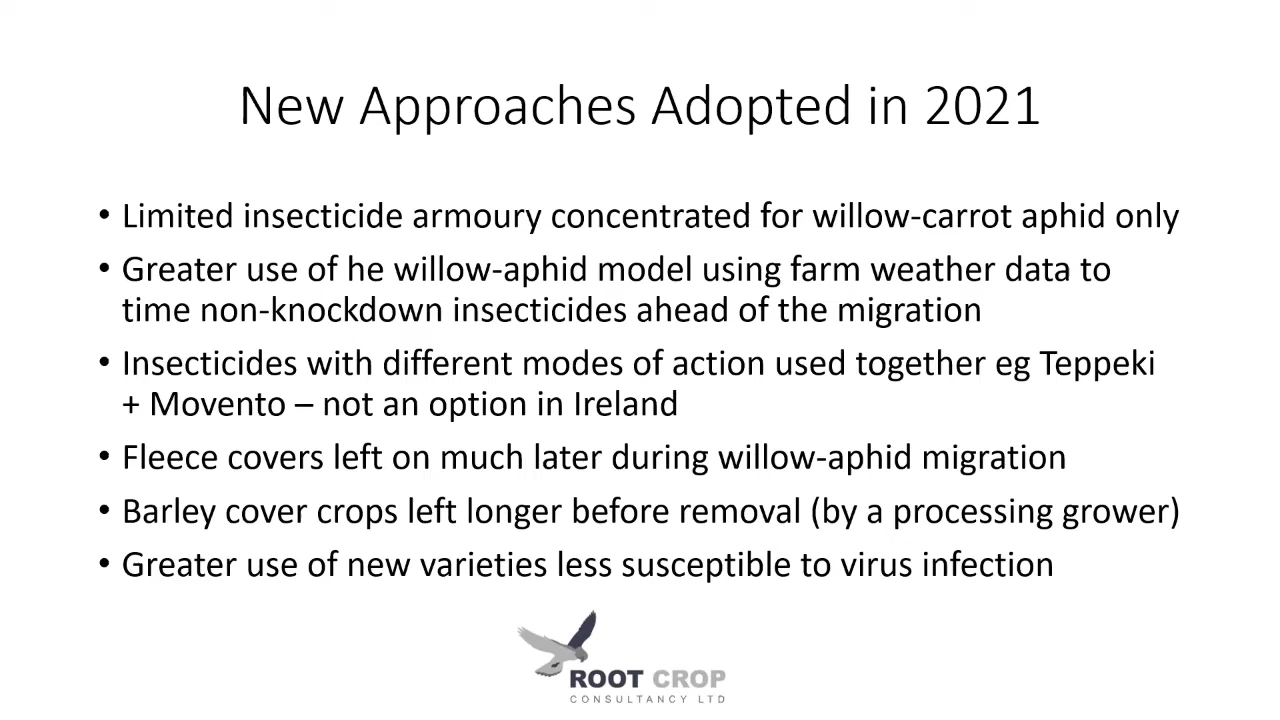 New Approaches Adopted in 2021
• Limited insecticide armoury concentrated for willow-carrot aphid only
• Greater use of he willow-aphid model using farm weather data to
time non-knockdown insecticides ahead of the migration
• Insecticides with different modes of action used together eg Teppeki
+ Movento – not an option in Ireland
• Fleece covers left on much later during willow-aphid migration
• Barley cover crops left longer before removal (by a processing grower)
• Greater use of new varieties less susceptible to virus infection
ROOT CROP
CONSULTANCY LTD